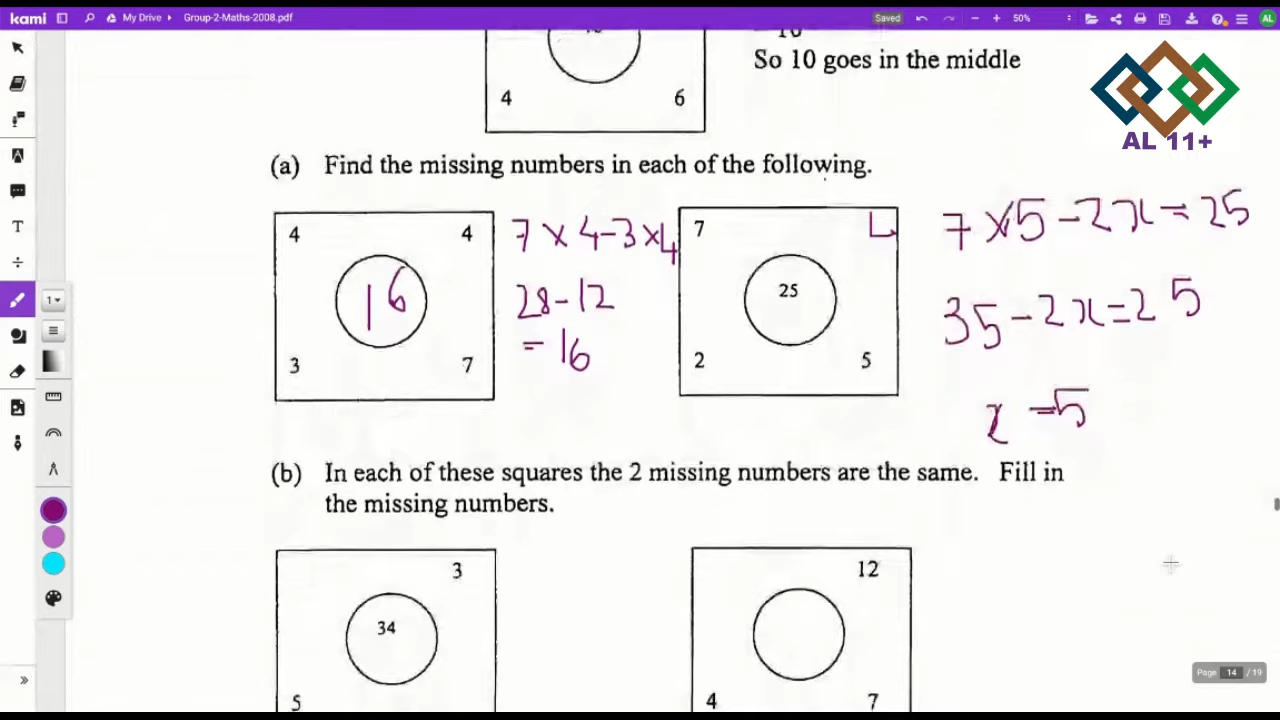 kami My Drive Group-2-Maths-2008.pdf Saved 50% AL
So 10 goes in the middle
4 6
AL 11+
(a) Find the missing numbers in each of the following.
4 4
16
3 7
7 × 4 - 3 × 4
28 - 12
= 16
7
25
2 5
7 × 5 - 2x = 25
35 - 2x = 25
x = 5
(b) In each of these squares the 2 missing numbers are the same. Fill in
the missing numbers.
3
34
5
12
4 7
Page 14 / 19